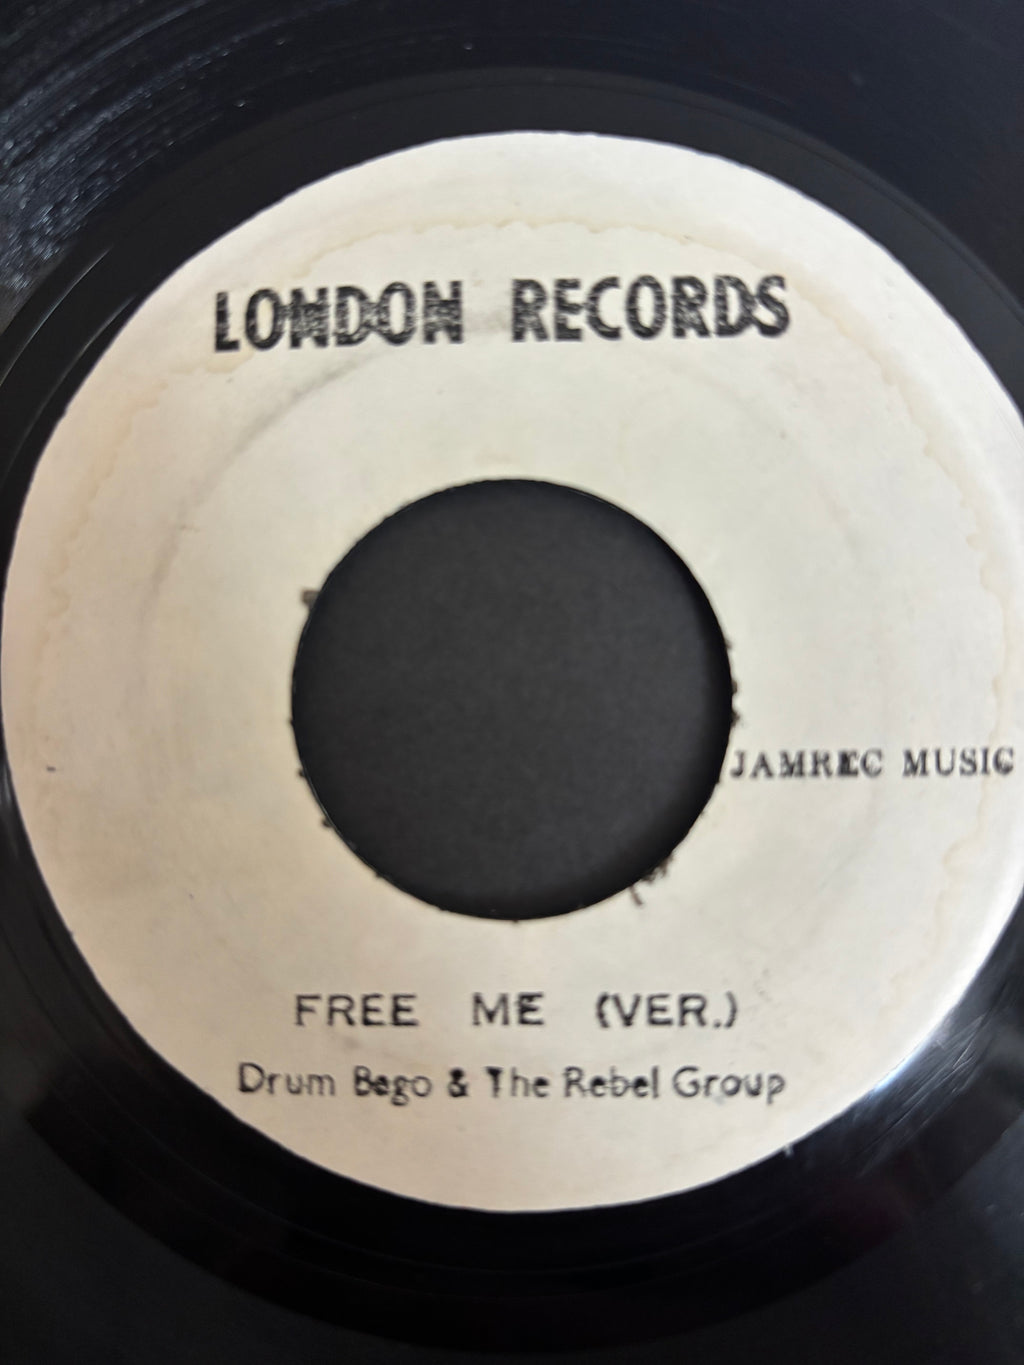 LONDON RECORDS
JAMREC MUSIC
FREE ME (VER.)
Drum Bego & The Rebel Group